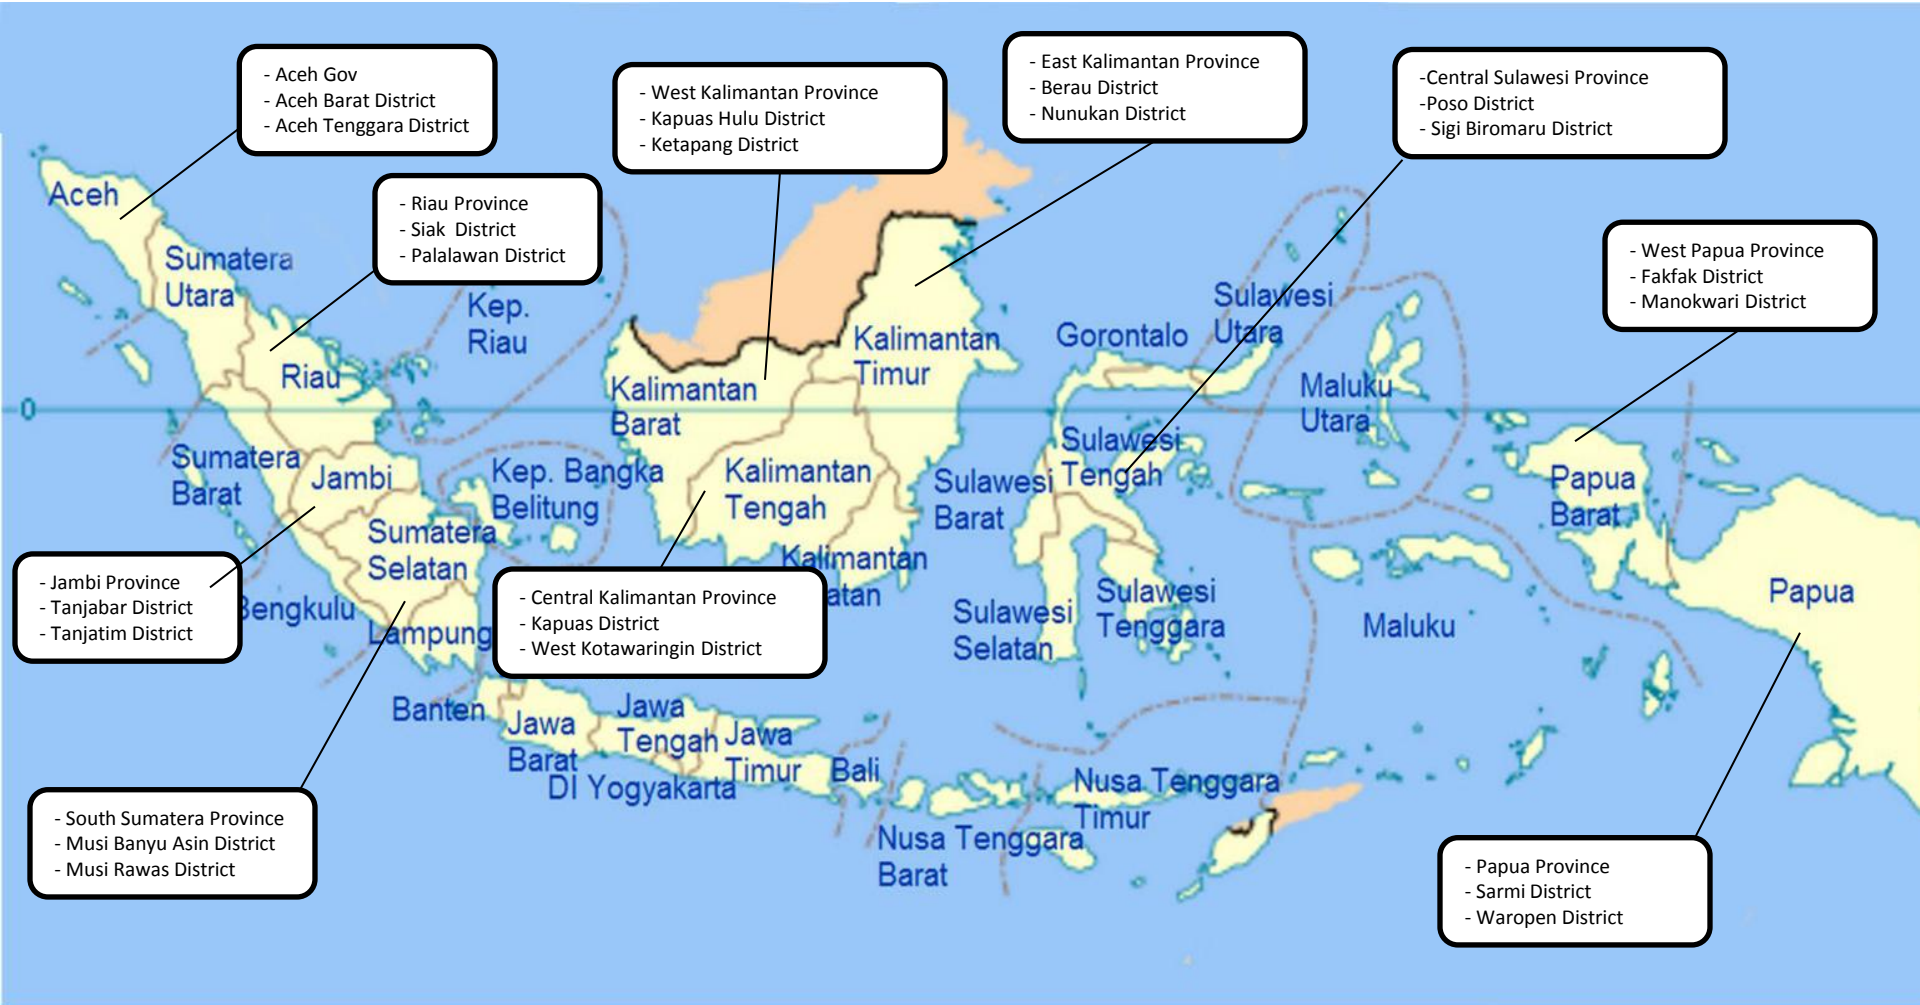 - Aceh Gov
- Aceh Barat District
- Aceh Tenggara District
- West Kalimantan Province
- Kapuas Hulu District
- Ketapang District
- East Kalimantan Province
- Berau District
- Nunukan District
-Central Sulawesi Province
-Poso District
- Sigi Biromaru District
- Riau Province
- Siak District
- Palalawan District
- West Papua Province
- Fakfak District
- Manokwari District
Aceh
Sumatera
Utara
Kep.
Riau
Riau
Kalimantan
Timur
Kalimantan
Barat
Gorontalo
Sulawesi
Utara
Maluku
Utara
0
Sumatera
Barat
Jambi
Kep. Bangka
Belitung
Kalimantan
Tengah
Sulawesi
Tengah
Sulawesi
Barat
Papua
Barat
Sumatera
Selatan
Kalimantan
atan
- Jambi Province
- Tanjabar District
- Tanjatim District
Bengkulu
Lampung
- Central Kalimantan Province
- Kapuas District
- West Kotawaringin District
Sulawesi
Selatan
Sulawesi
Tenggara
Maluku
Papua
Banten
Jawa
Barat
Jawa
Tengah
Jawa
Timur
DI Yogyakarta
Bali
Nusa Tenggara
Barat
Nusa Tenggara
Timur
- South Sumatera Province
- Musi Banyu Asin District
- Musi Rawas District
- Papua Province
- Sarmi District
- Waropen District